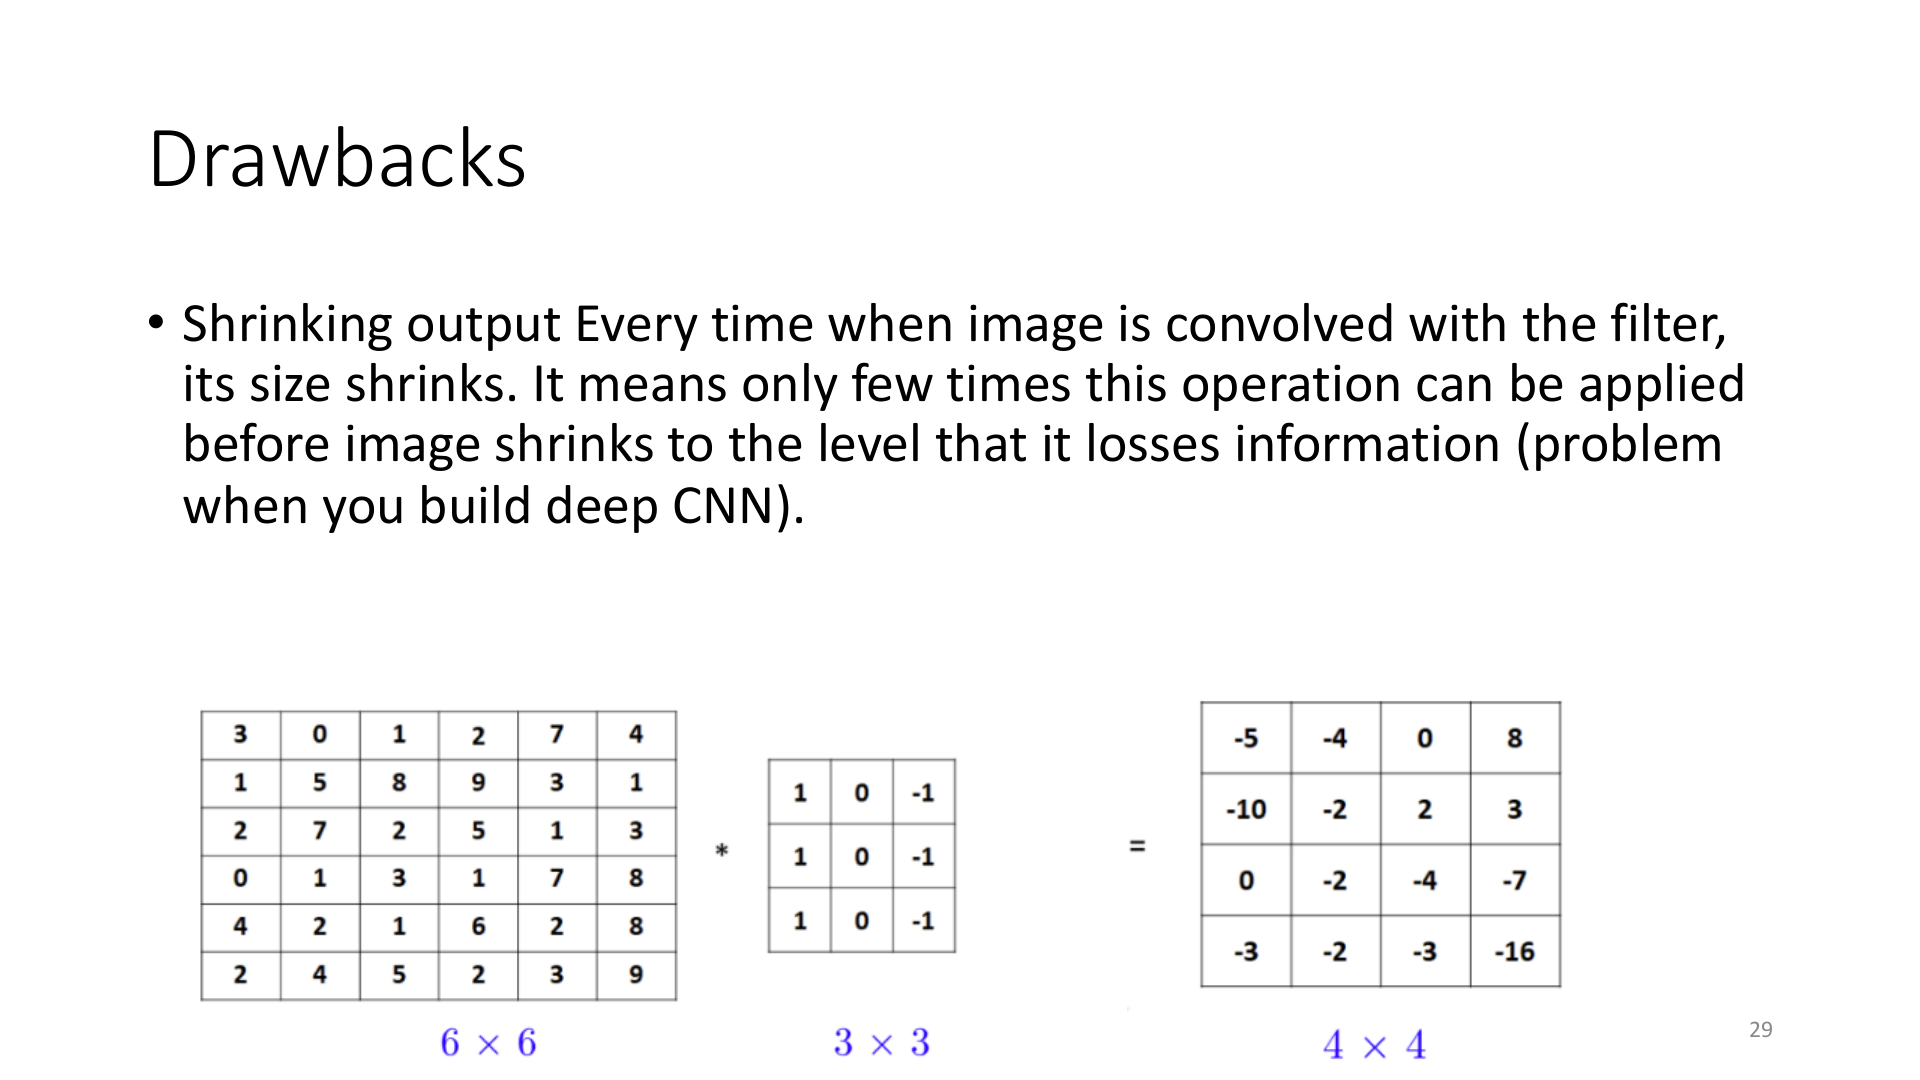 Drawbacks
• Shrinking output Every time when image is convolved with the filter,
its size shrinks. It means only few times this operation can be applied
before image shrinks to the level that it losses information (problem
when you build deep CNN).
3 0 1 2 7 4
1 5 8 9 3 1
2 7 2 5 1 3
0 1 3 1 7 8
4 2 1 6 2 8
2 4 5 2 3 9
6 × 6
*
1 0 -1
1 0 -1
1 0 -1
3 × 3
=
-5 -4 0 8
-10 -2 2 3
0 -2 -4 -7
-3 -2 -3 -16
4 × 4
29